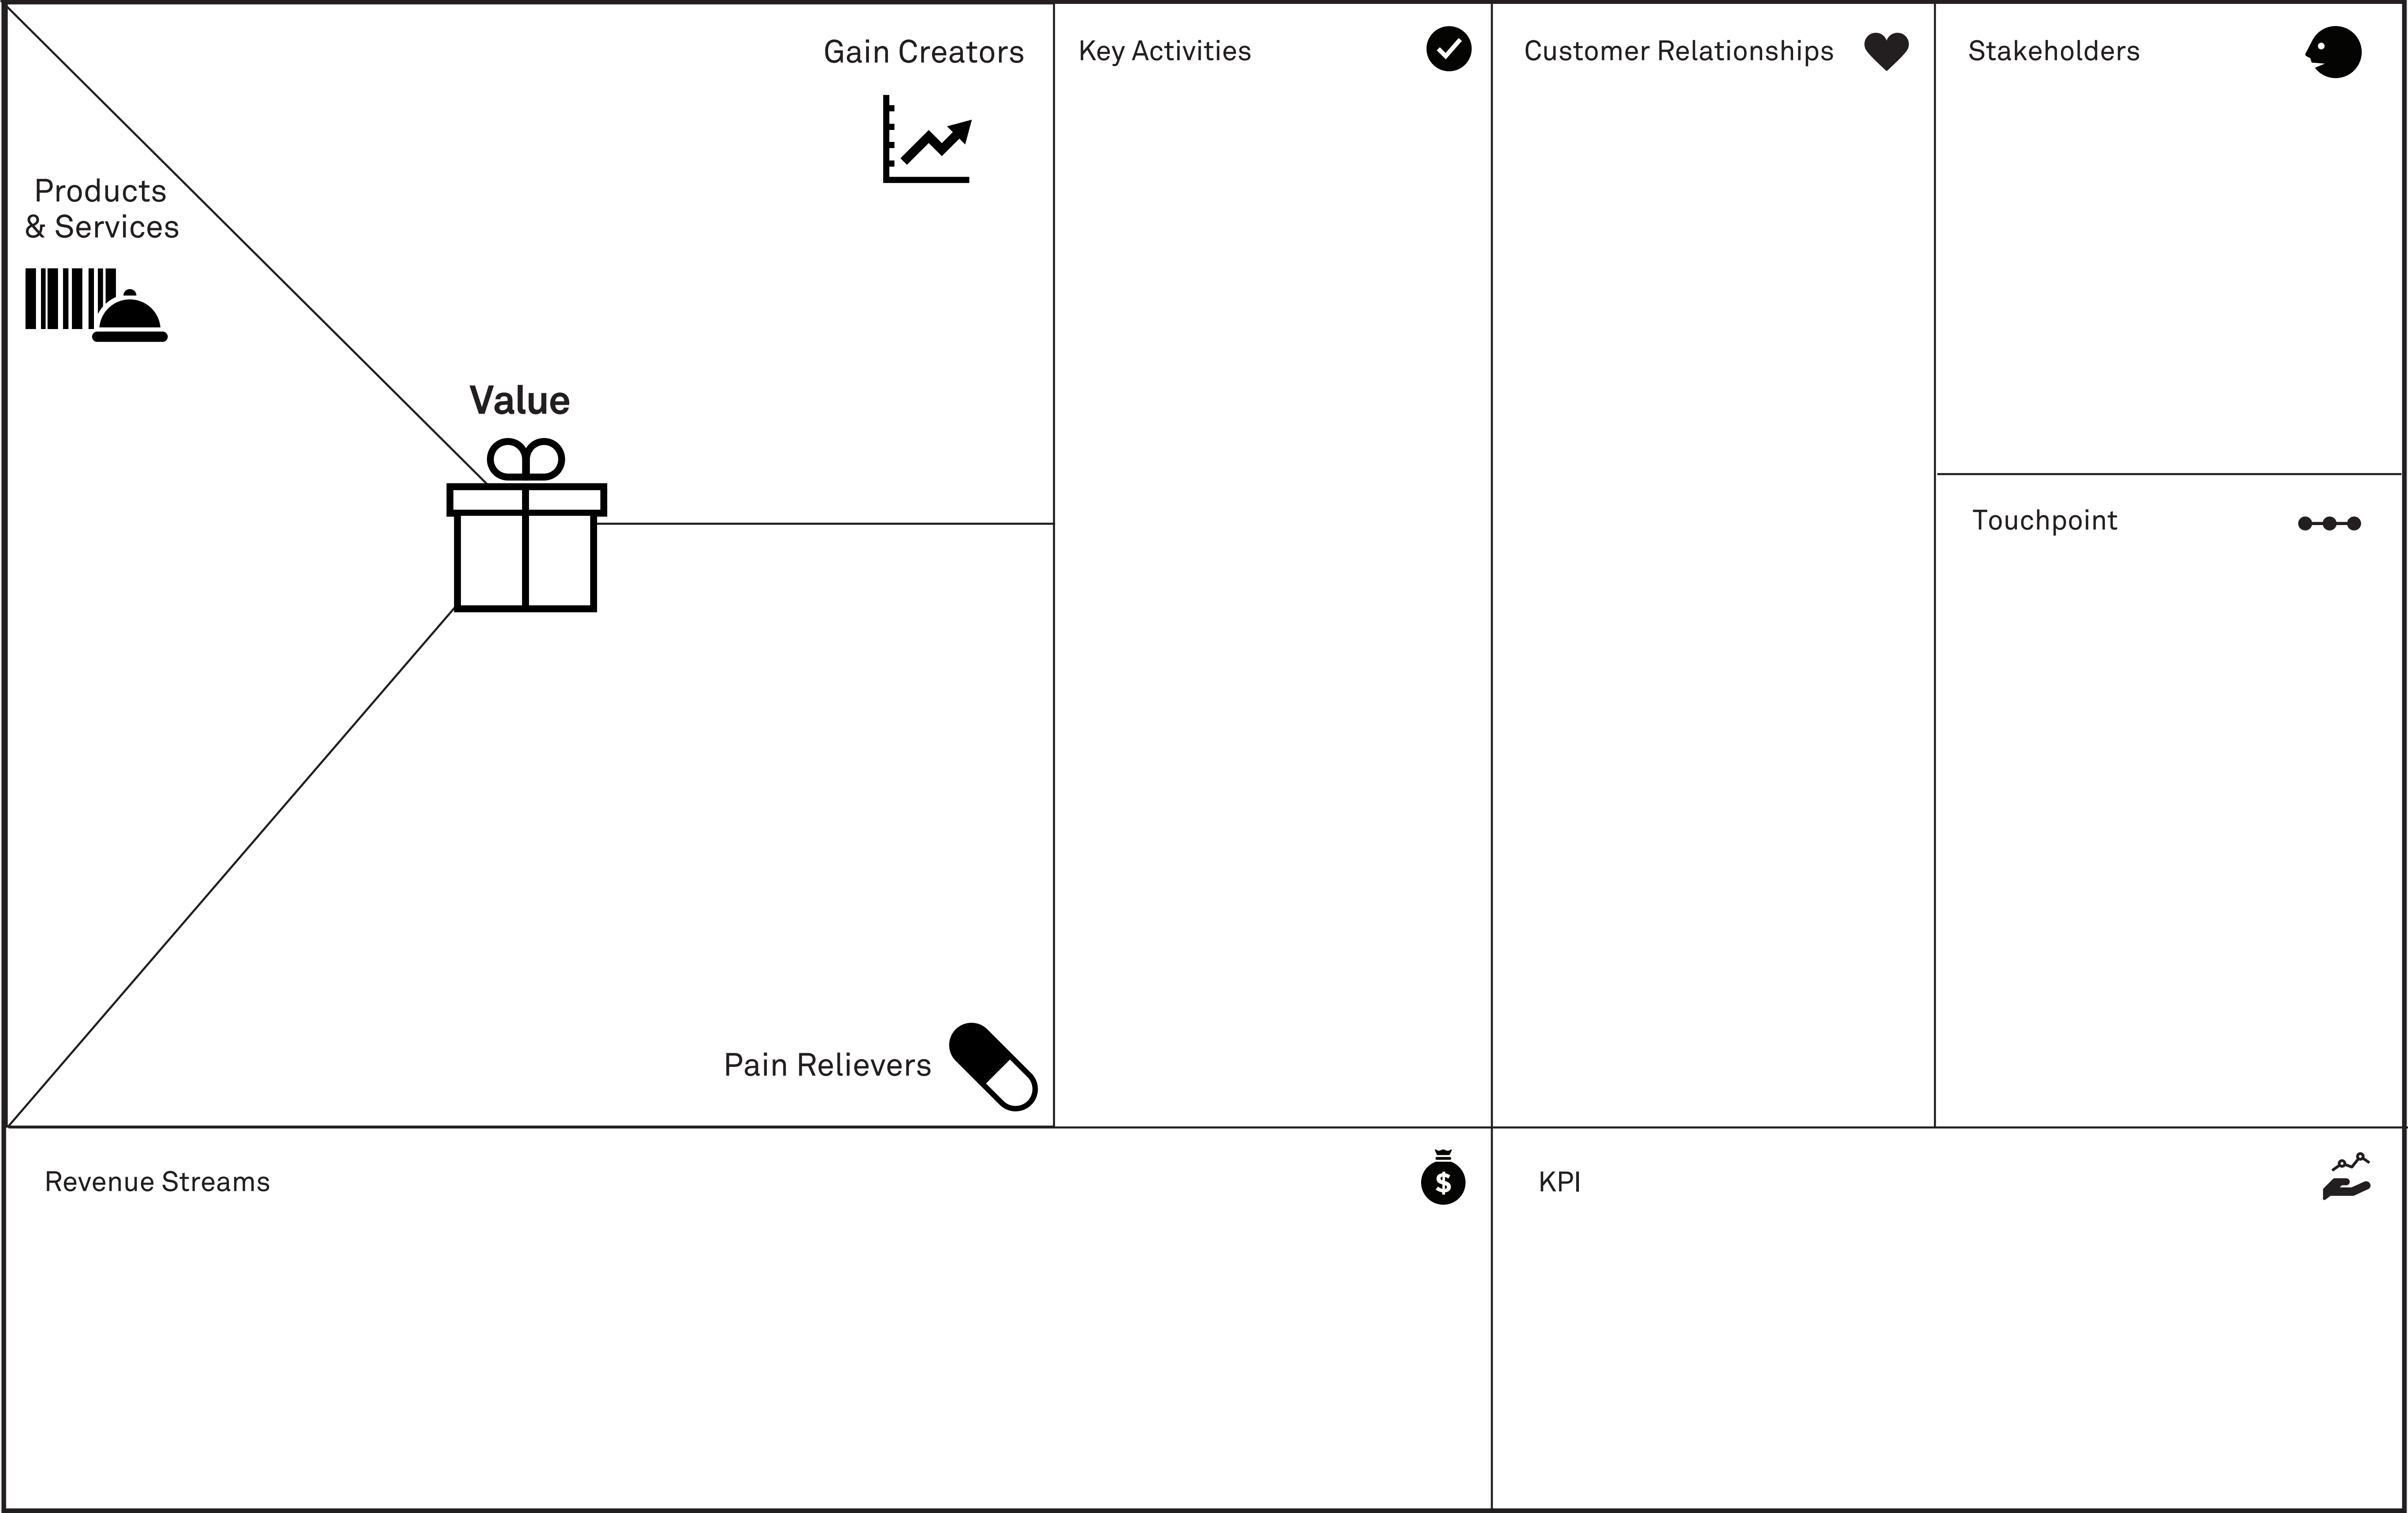 Products
& Services
Gain Creators
Value
Pain Relievers
Key Activities
Customer Relationships
Stakeholders
Touchpoint
Revenue Streams
$
KPI